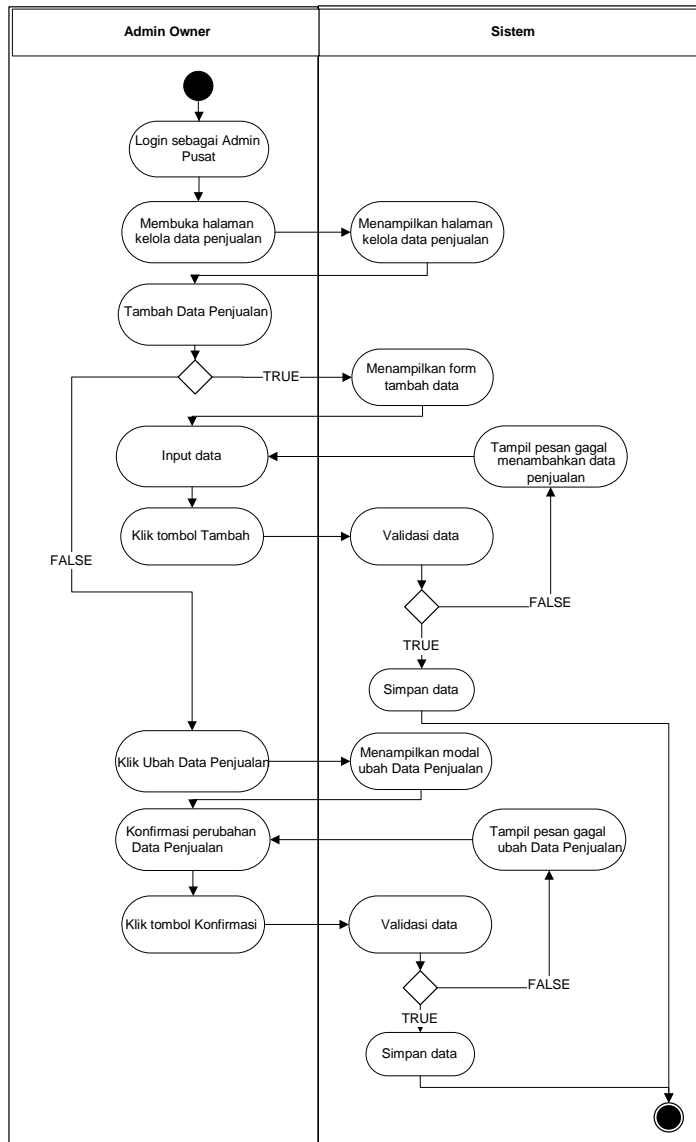 Admin Owner
Sistem
Login sebagai Admin
Pusat
Membuka halaman
kelola data penjualan
Menampilkan halaman
kelola data penjualan
Tambah Data Penjualan
TRUE
Menampilkan form
tambah data
Input data
Tampil pesan gagal
menambahkan data
penjualan
Klik tombol Tambah
Validasi data
FALSE
FALSE
TRUE
Simpan data
Klik Ubah Data Penjualan
Menampilkan modal
ubah Data Penjualan
Konfirmasi perubahan
Data Penjualan
Tampil pesan gagal
ubah Data Penjualan
Klik tombol Konfirmasi
Validasi data
FALSE
TRUE
Simpan data